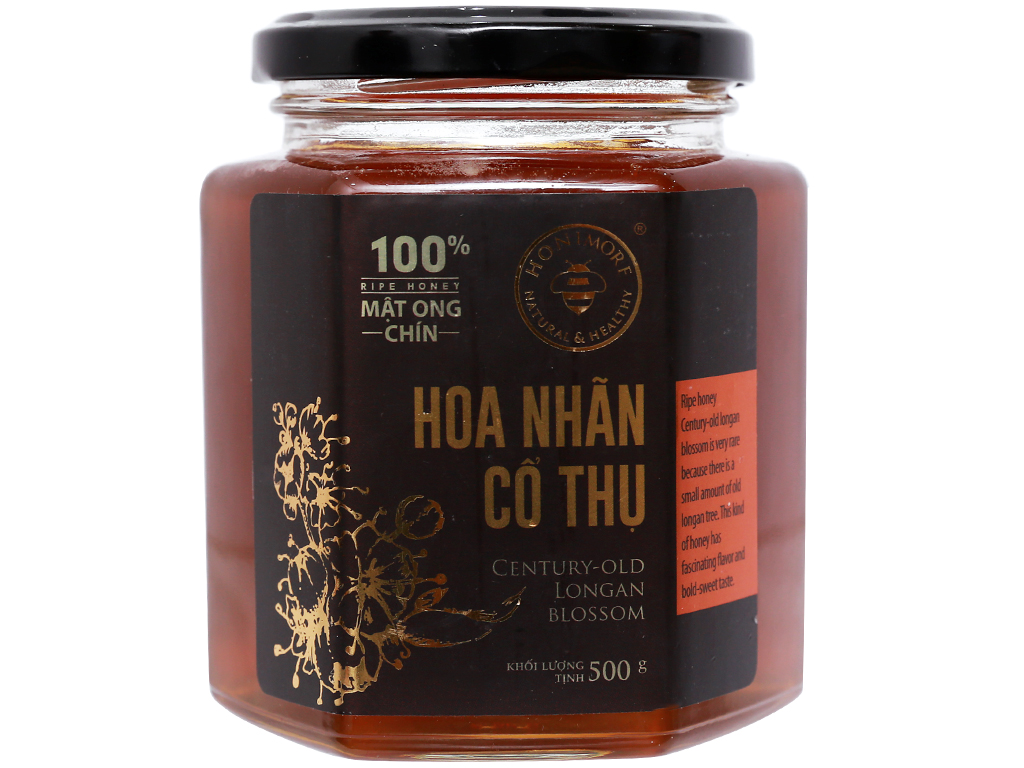 100%
RIPE HONEY
MẬT ONG
CHÍN
HONIMORE
NATURAL & HEALTHY
®
HOA NHÃN
CỔ THỤ
CENTURY-OLD
LONGAN
BLOSSOM
KHỐI LƯỢNG
TỊNH 500 g
Ripe honey
Century-old longan
blossom is very rare
because there is a
small amount of old
longan tree. This kind
of honey has
fascinating flavor and
bold-sweet taste.